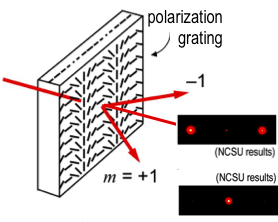 polarization
grating
–1
(NCSU results)
m = +1
(NCSU results)